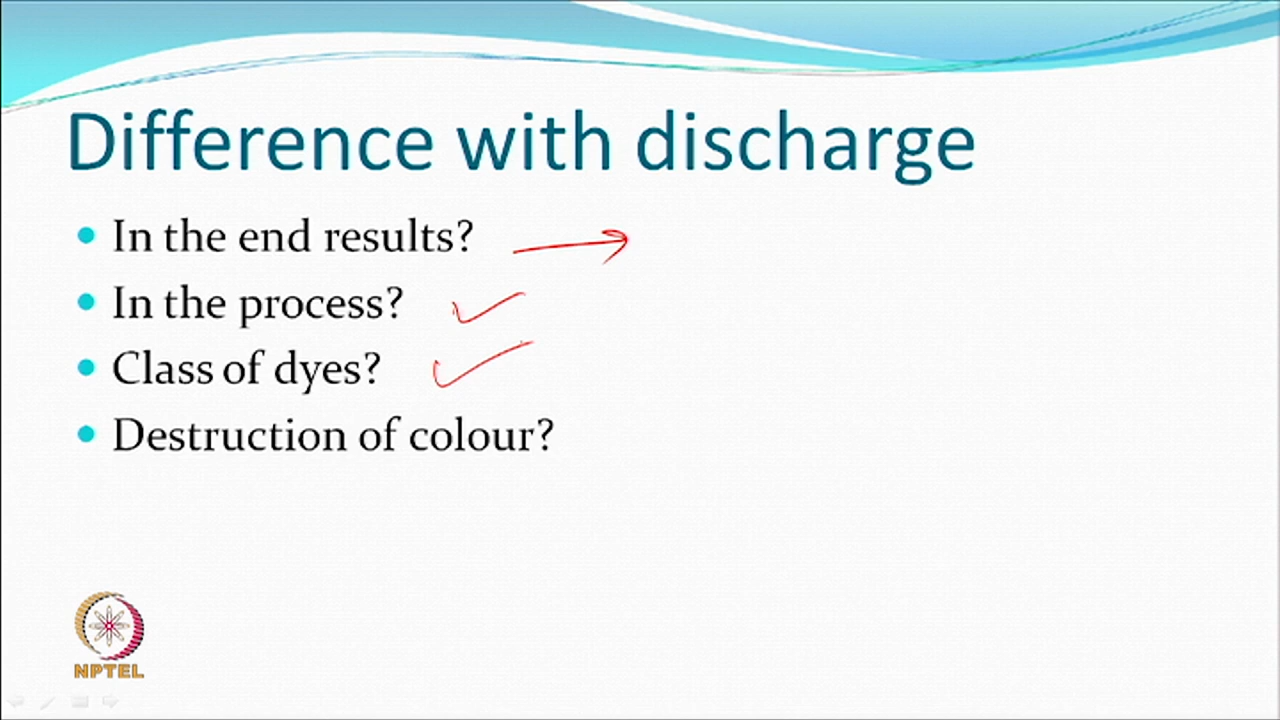 Difference with discharge
In the end results?
In the process?
Class of dyes?
Destruction of colour?
NPTEL